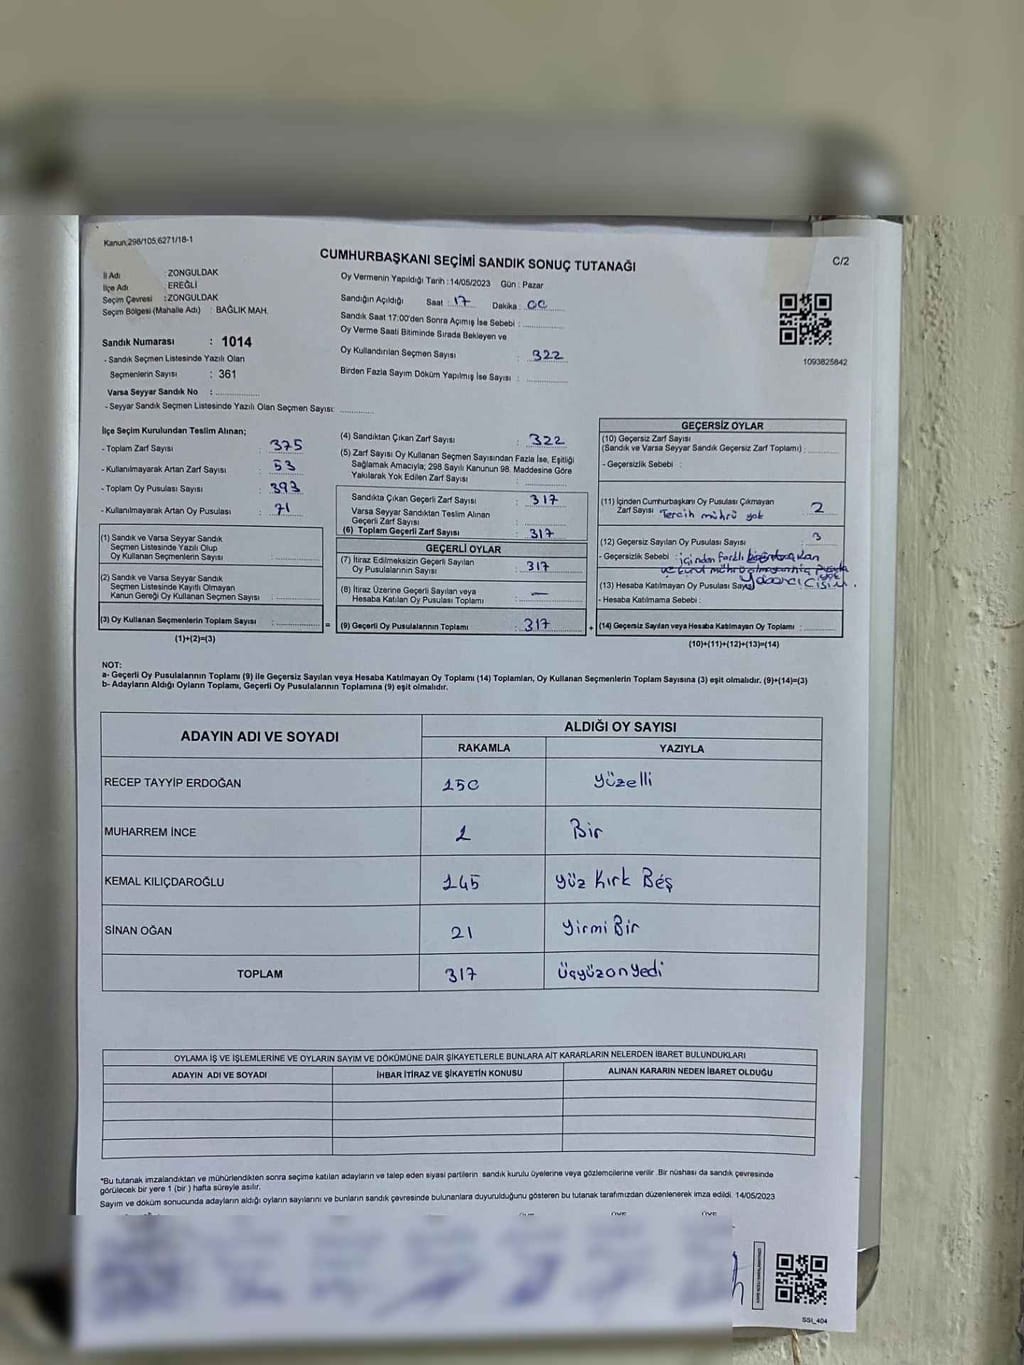 Kanun;298/105,6271/18-1
CUMHURBAŞKANI SEÇİMİ SANDIK SONUÇ TUTANAĞI
C/2
İl Adı : ZONGULDAK
İlçe Adı : EREĞLİ
Seçim Çevresi : ZONGULDAK
Seçim Bölgesi (Mahalle Adı) : BAĞLIK MAH.
Oy Vermenin Yapıldığı Tarih :14/05/2023 Gün : Pazar
Sandığın Açıldığı Saat 17 Dakika : 00
Sandık Saat 17:00'den Sonra Açımış İse Sebebi :
Oy Verme Saati Bitiminde Sırada Bekleyen ve
Oy Kullandırılan Seçmen Sayısı : 322
Birden Fazla Sayım Döküm Yapılmış İse Sayısı :
1093825842
Sandık Numarası : 1014
- Sandık Seçmen Listesinde Yazılı Olan
Seçmenlerin Sayısı : 361
Varsa Seyyar Sandık No :
- Seyyar Sandık Seçmen Listesinde Yazılı Olan Seçmen Sayısı:
İlçe Seçim Kurulundan Teslim Alınan;
- Toplam Zarf Sayısı : 375
- Kullanılmayarak Artan Zarf Sayısı : 53
- Toplam Oy Pusulası Sayısı : 393
- Kullanılmayarak Artan Oy Pusulası : 71
(1) Sandık ve Varsa Seyyar Sandık
Seçmen Listesinde Yazılı Olup
Oy Kullanan Seçmenlerin Sayısı :
(2) Sandık ve Varsa Seyyar Sandık
Seçmen Listesinde Kayıtlı Olmayan
Kanun Gereği Oy Kullanan Seçmen Sayısı :
(3) Oy Kullanan Seçmenlerin Toplam Sayısı : =
(1)+(2)=(3)
(4) Sandıktan Çıkan Zarf Sayısı : 322
(5) Zarf Sayısı Oy Kullanan Seçmen Sayısından Fazla İse, Eşitliği
Sağlamak Amacıyla; 298 Sayılı Kanunun 98. Maddesine Göre
Yakılarak Yok Edilen Zarf Sayısı :
Sandıkta Çıkan Geçerli Zarf Sayısı : 317
Varsa Seyyar Sandıktan Teslim Alınan
Geçerli Zarf Sayısı :
(6) Toplam Geçerli Zarf Sayısı : 317
GEÇERLİ OYLAR
(7) İtiraz Edilmeksizin Geçerli Sayılan
Oy Pusulalarının Sayısı : 317
(8) İtiraz Üzerine Geçerli Sayılan veya
Hesaba Katılan Oy Pusulası Toplamı : —
(9) Geçerli Oy Pusulalarının Toplamı : 317 +
GEÇERSİZ OYLAR
(10) Geçersiz Zarf Sayısı
(Sandık ve Varsa Seyyar Sandık Geçersiz Zarf Toplamı) :
- Geçersizlik Sebebi :
(11) İçinden Cumhurbaşkanı Oy Pusulası Çıkmayan
Zarf Sayısı Tercih mührü yok 2
(12) Geçersiz Sayılan Oy Pusulası Sayısı : 3
- Geçersizlik Sebebi : içinden farklı
(13) Hesaba Katılmayan Oy Pusulası Sayısı
- Hesaba Katılmama Sebebi :
(14) Geçersiz Sayılan veya Hesaba Katılmayan Oy Toplamı :
(10)+(11)+(12)+(13)=(14)
NOT:
a- Geçerli Oy Pusulalarının Toplamı (9) ile Geçersiz Sayılan veya Hesaba Katılmayan Oy Toplamı (14) Toplamları, Oy Kullanan Seçmenlerin Toplam Sayısına (3) eşit olmalıdır. (9)+(14)=(3)
b- Adayların Aldığı Oyların Toplamı, Geçerli Oy Pusulalarının Toplamına (9) eşit olmalıdır.
ADAYIN ADI VE SOYADI ALDIĞI OY SAYISI
RAKAMLA YAZIYLA
RECEP TAYYİP ERDOĞAN 150 Yüzelli
MUHARREM İNCE 1 Bir
KEMAL KILIÇDAROĞLU 145 Yüz Kırk Beş
SİNAN OĞAN 21 Yirmi Bir
TOPLAM 317 Üçyüzonyedi
OYLAMA İŞ VE İŞLEMLERİNE VE OYLARIN SAYIM VE DÖKÜMÜNE DAİR ŞİKAYETLERLE BUNLARA AİT KARARLARIN NELERDEN İBARET BULUNDUKLARI
ADAYIN ADI VE SOYADI İHBAR İTİRAZ VE ŞİKAYETİN KONUSU ALINAN KARARIN NEDEN İBARET OLDUĞU
*Bu tutanak imzalandıktan ve mühürlendikten sonra seçime katılan adayların ve talep eden siyasi partilerin sandık kurulu üyelerine veya gözlemcilerine verilir. Bir nüshası da sandık çevresinde
görülecek bir yere 1 (bir ) hafta süreyle asılır.
Sayım ve döküm sonucunda adayların aldığı oyların sayılarını ve bunların sandık çevresinde bulunanlara duyurulduğunu gösteren bu tutanak tarafımızdan düzenlenerek imza edildi. 14/05/2023
SSI_404